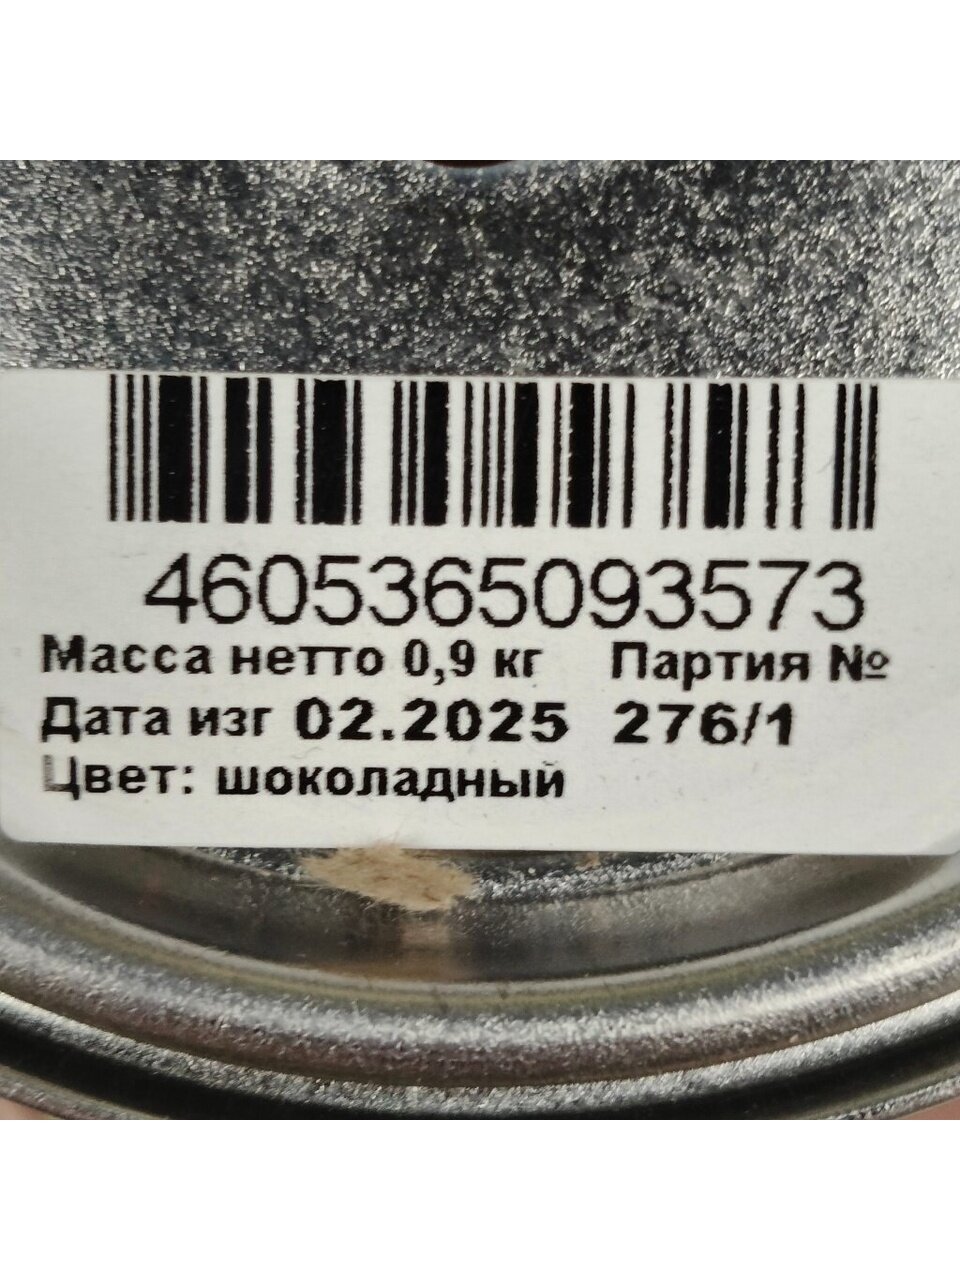 4605365093573
Масса нетто 0,9 кг Партия №
Дата изг 02.2025 276/1
Цвет: шоколадный